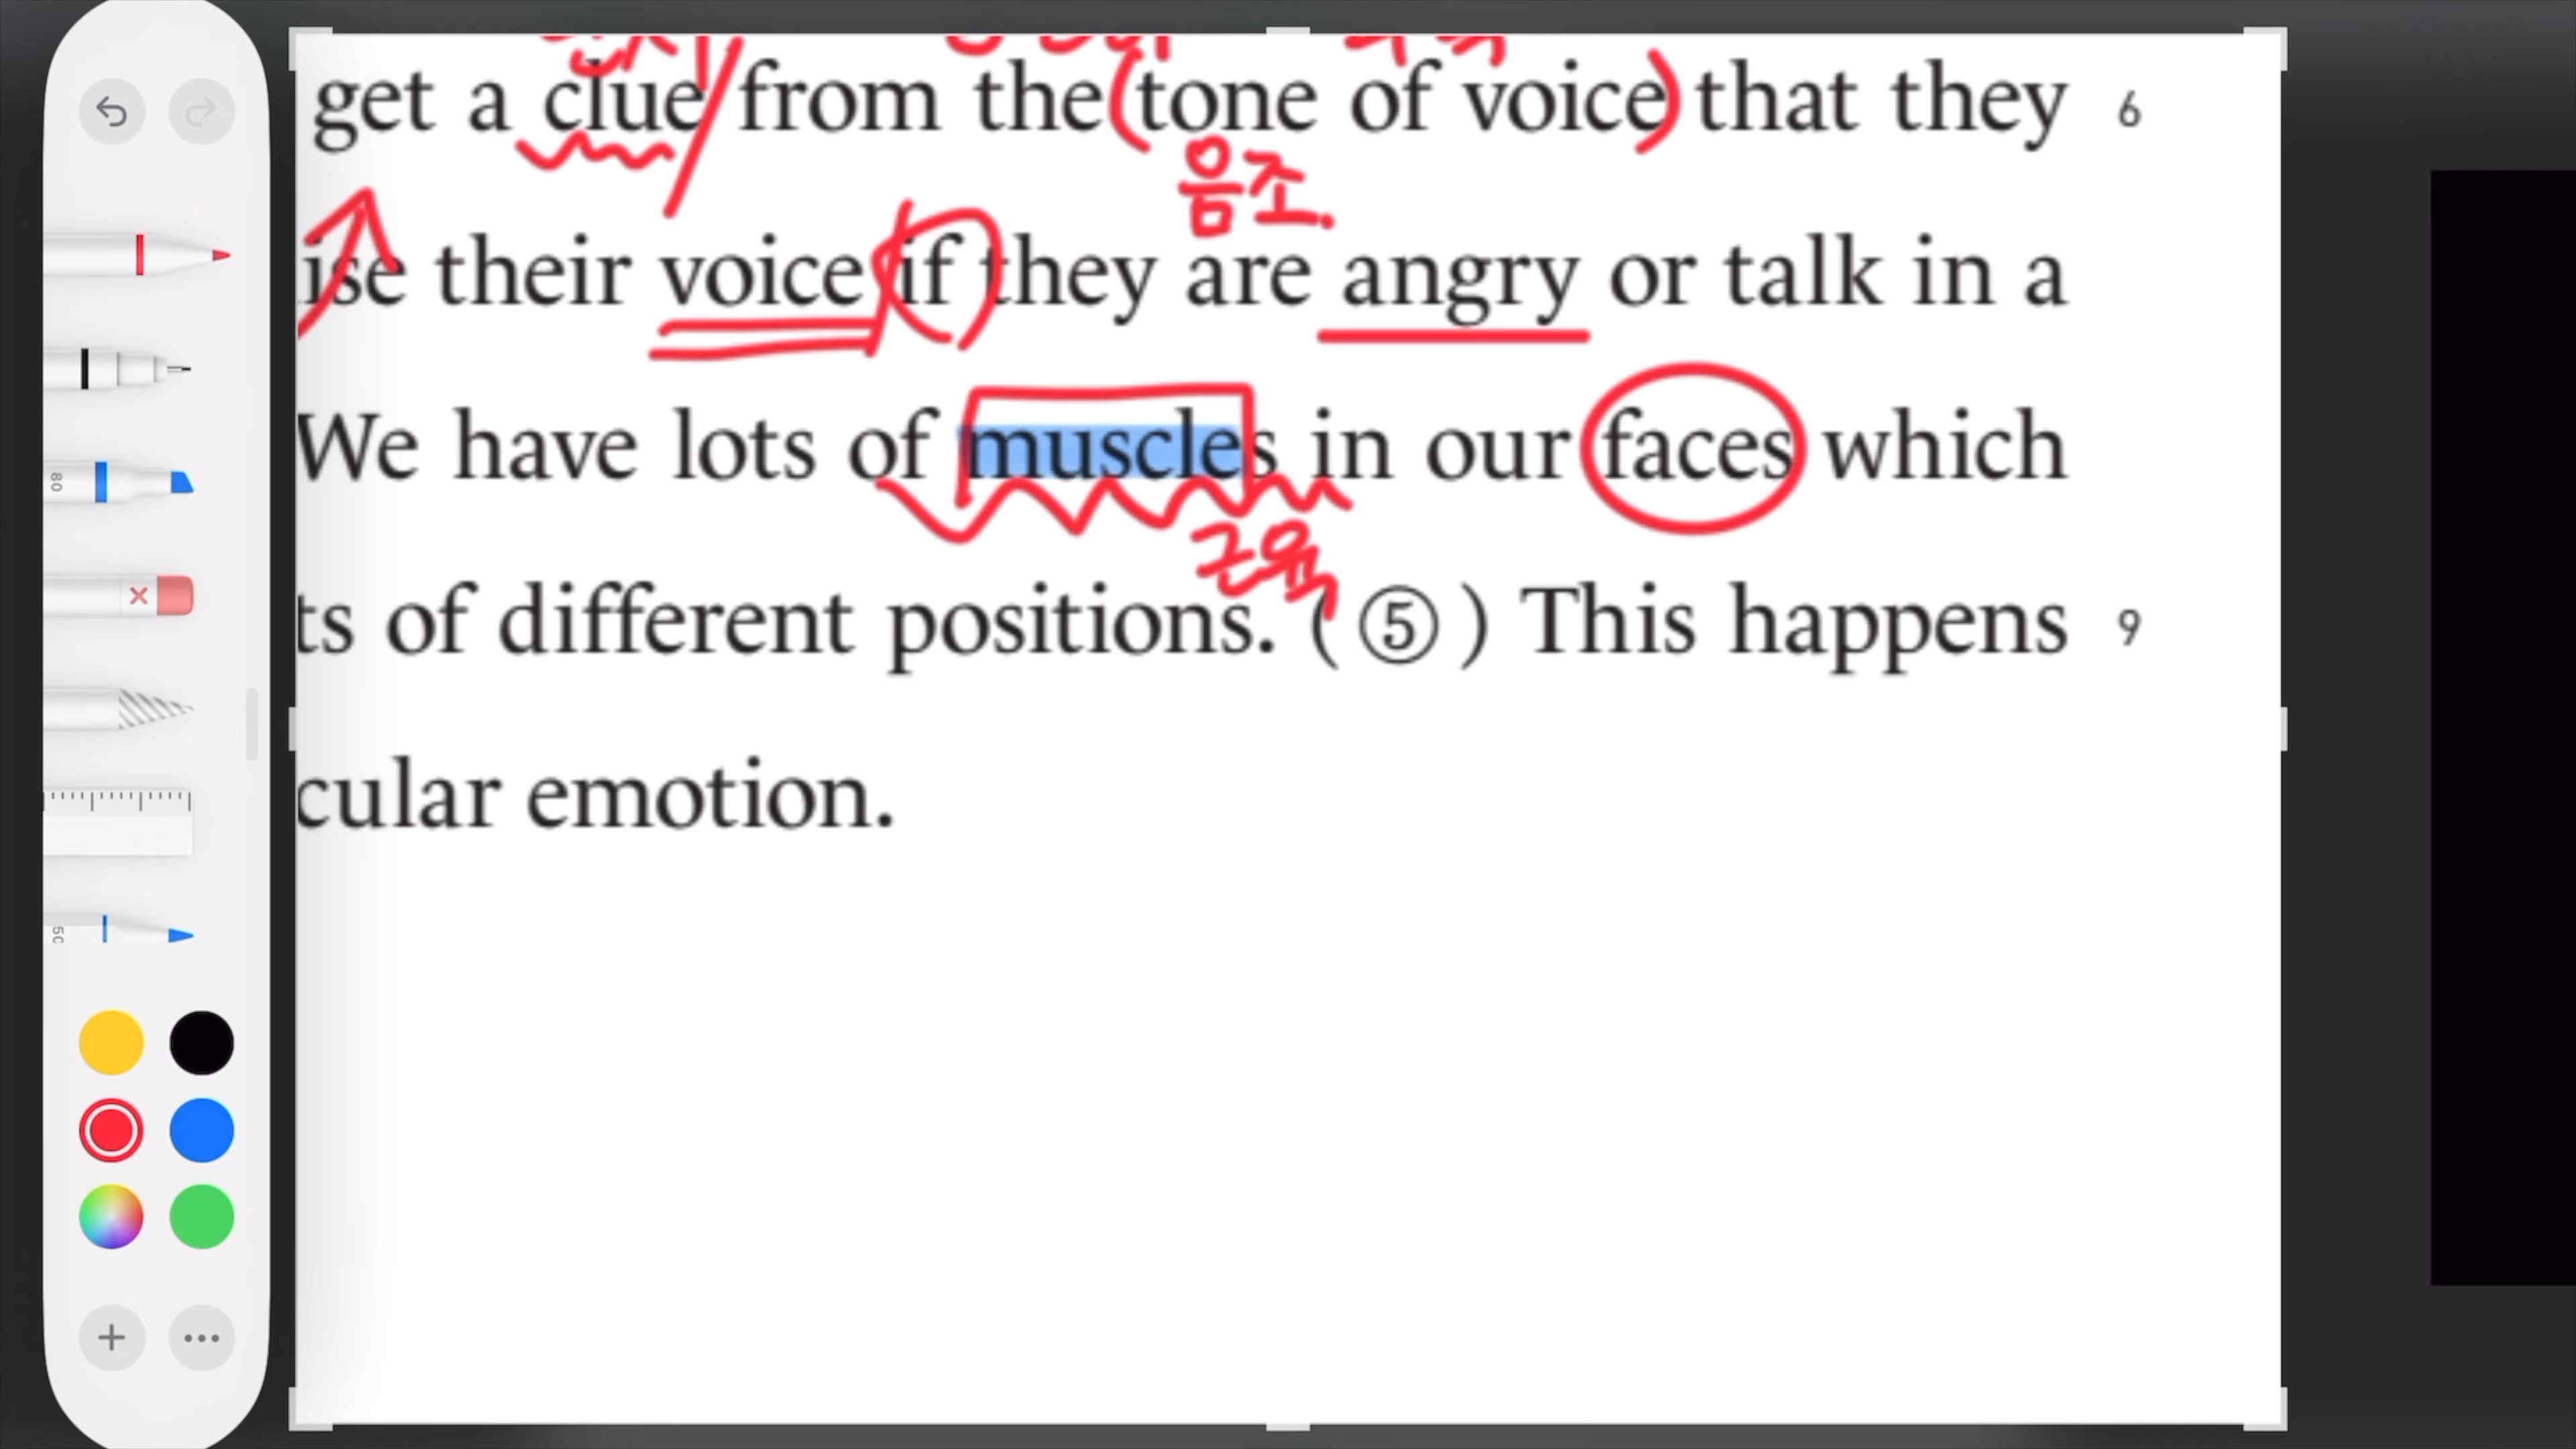 get a clue from the (tone of voice) that they 6
음조.
ise their voice if they are angry or talk in a
We have lots of muscles in our faces which
근육
ts of different positions. ( ⑤ ) This happens 9
cular emotion.
80
50